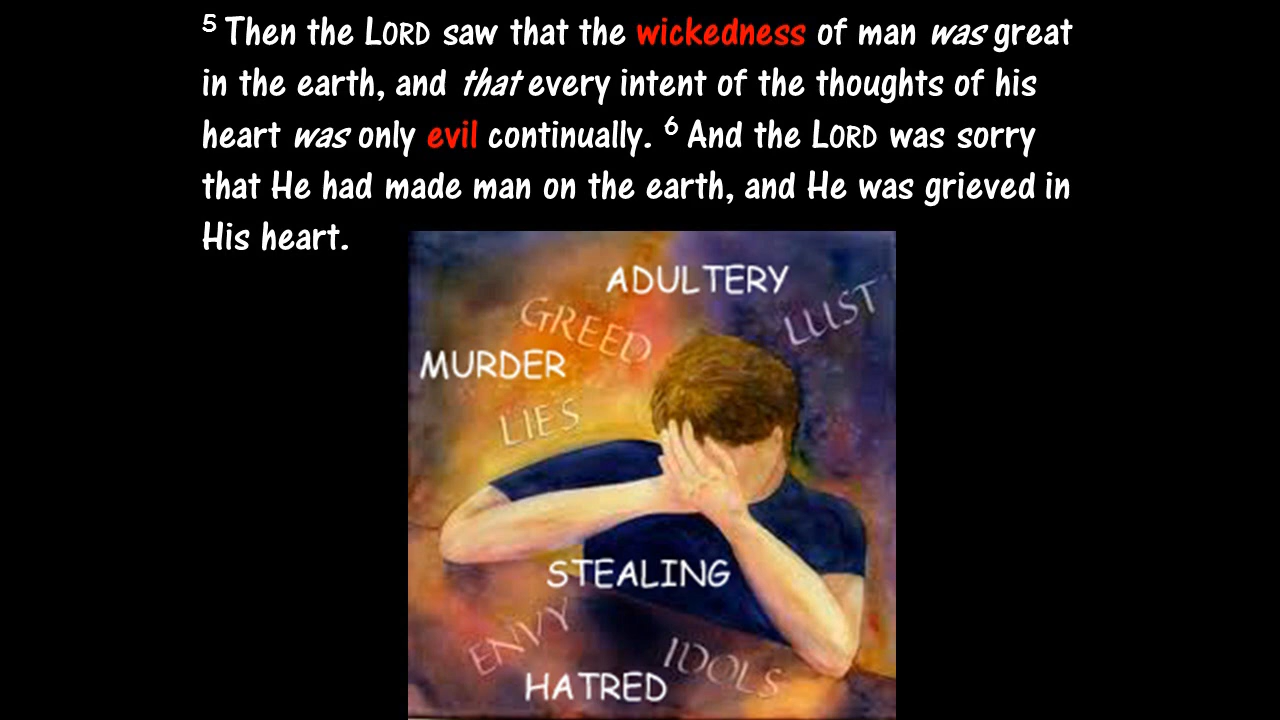 5 Then the LORD saw that the wickedness of man was great
in the earth, and that every intent of the thoughts of his
heart was only evil continually. 6 And the LORD was sorry
that He had made man on the earth, and He was grieved in
His heart.
ADULTERY
GREED
LUST
MURDER
LIES
STEALING
ENVY
IDOLS
HATRED